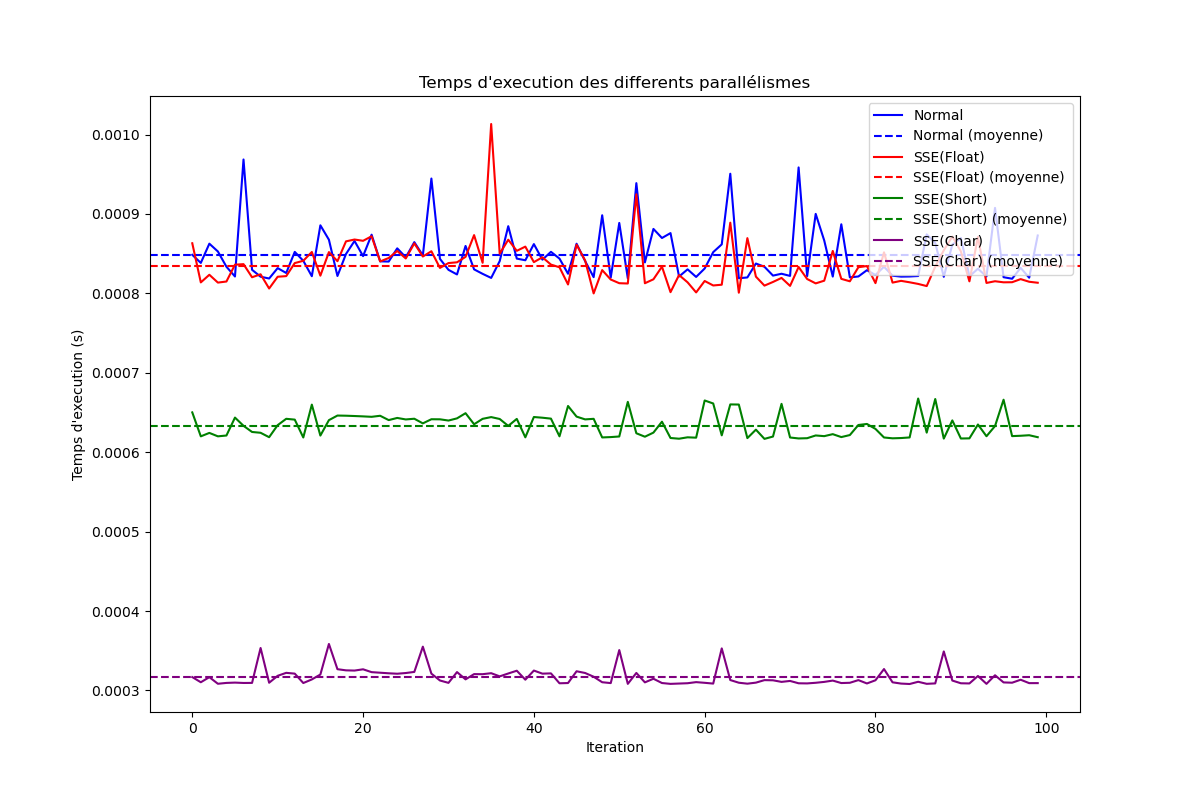 Temps d'execution des differents parallélismes
Normal
Normal (moyenne)
SSE(Float)
SSE(Float) (moyenne)
SSE(Short)
SSE(Short) (moyenne)
SSE(Char)
SSE(Char) (moyenne)
0.0010
0.0009
0.0008
0.0007
0.0006
0.0005
0.0004
0.0003
Temps d'execution (s)
0 20 40 60 80 100
Iteration